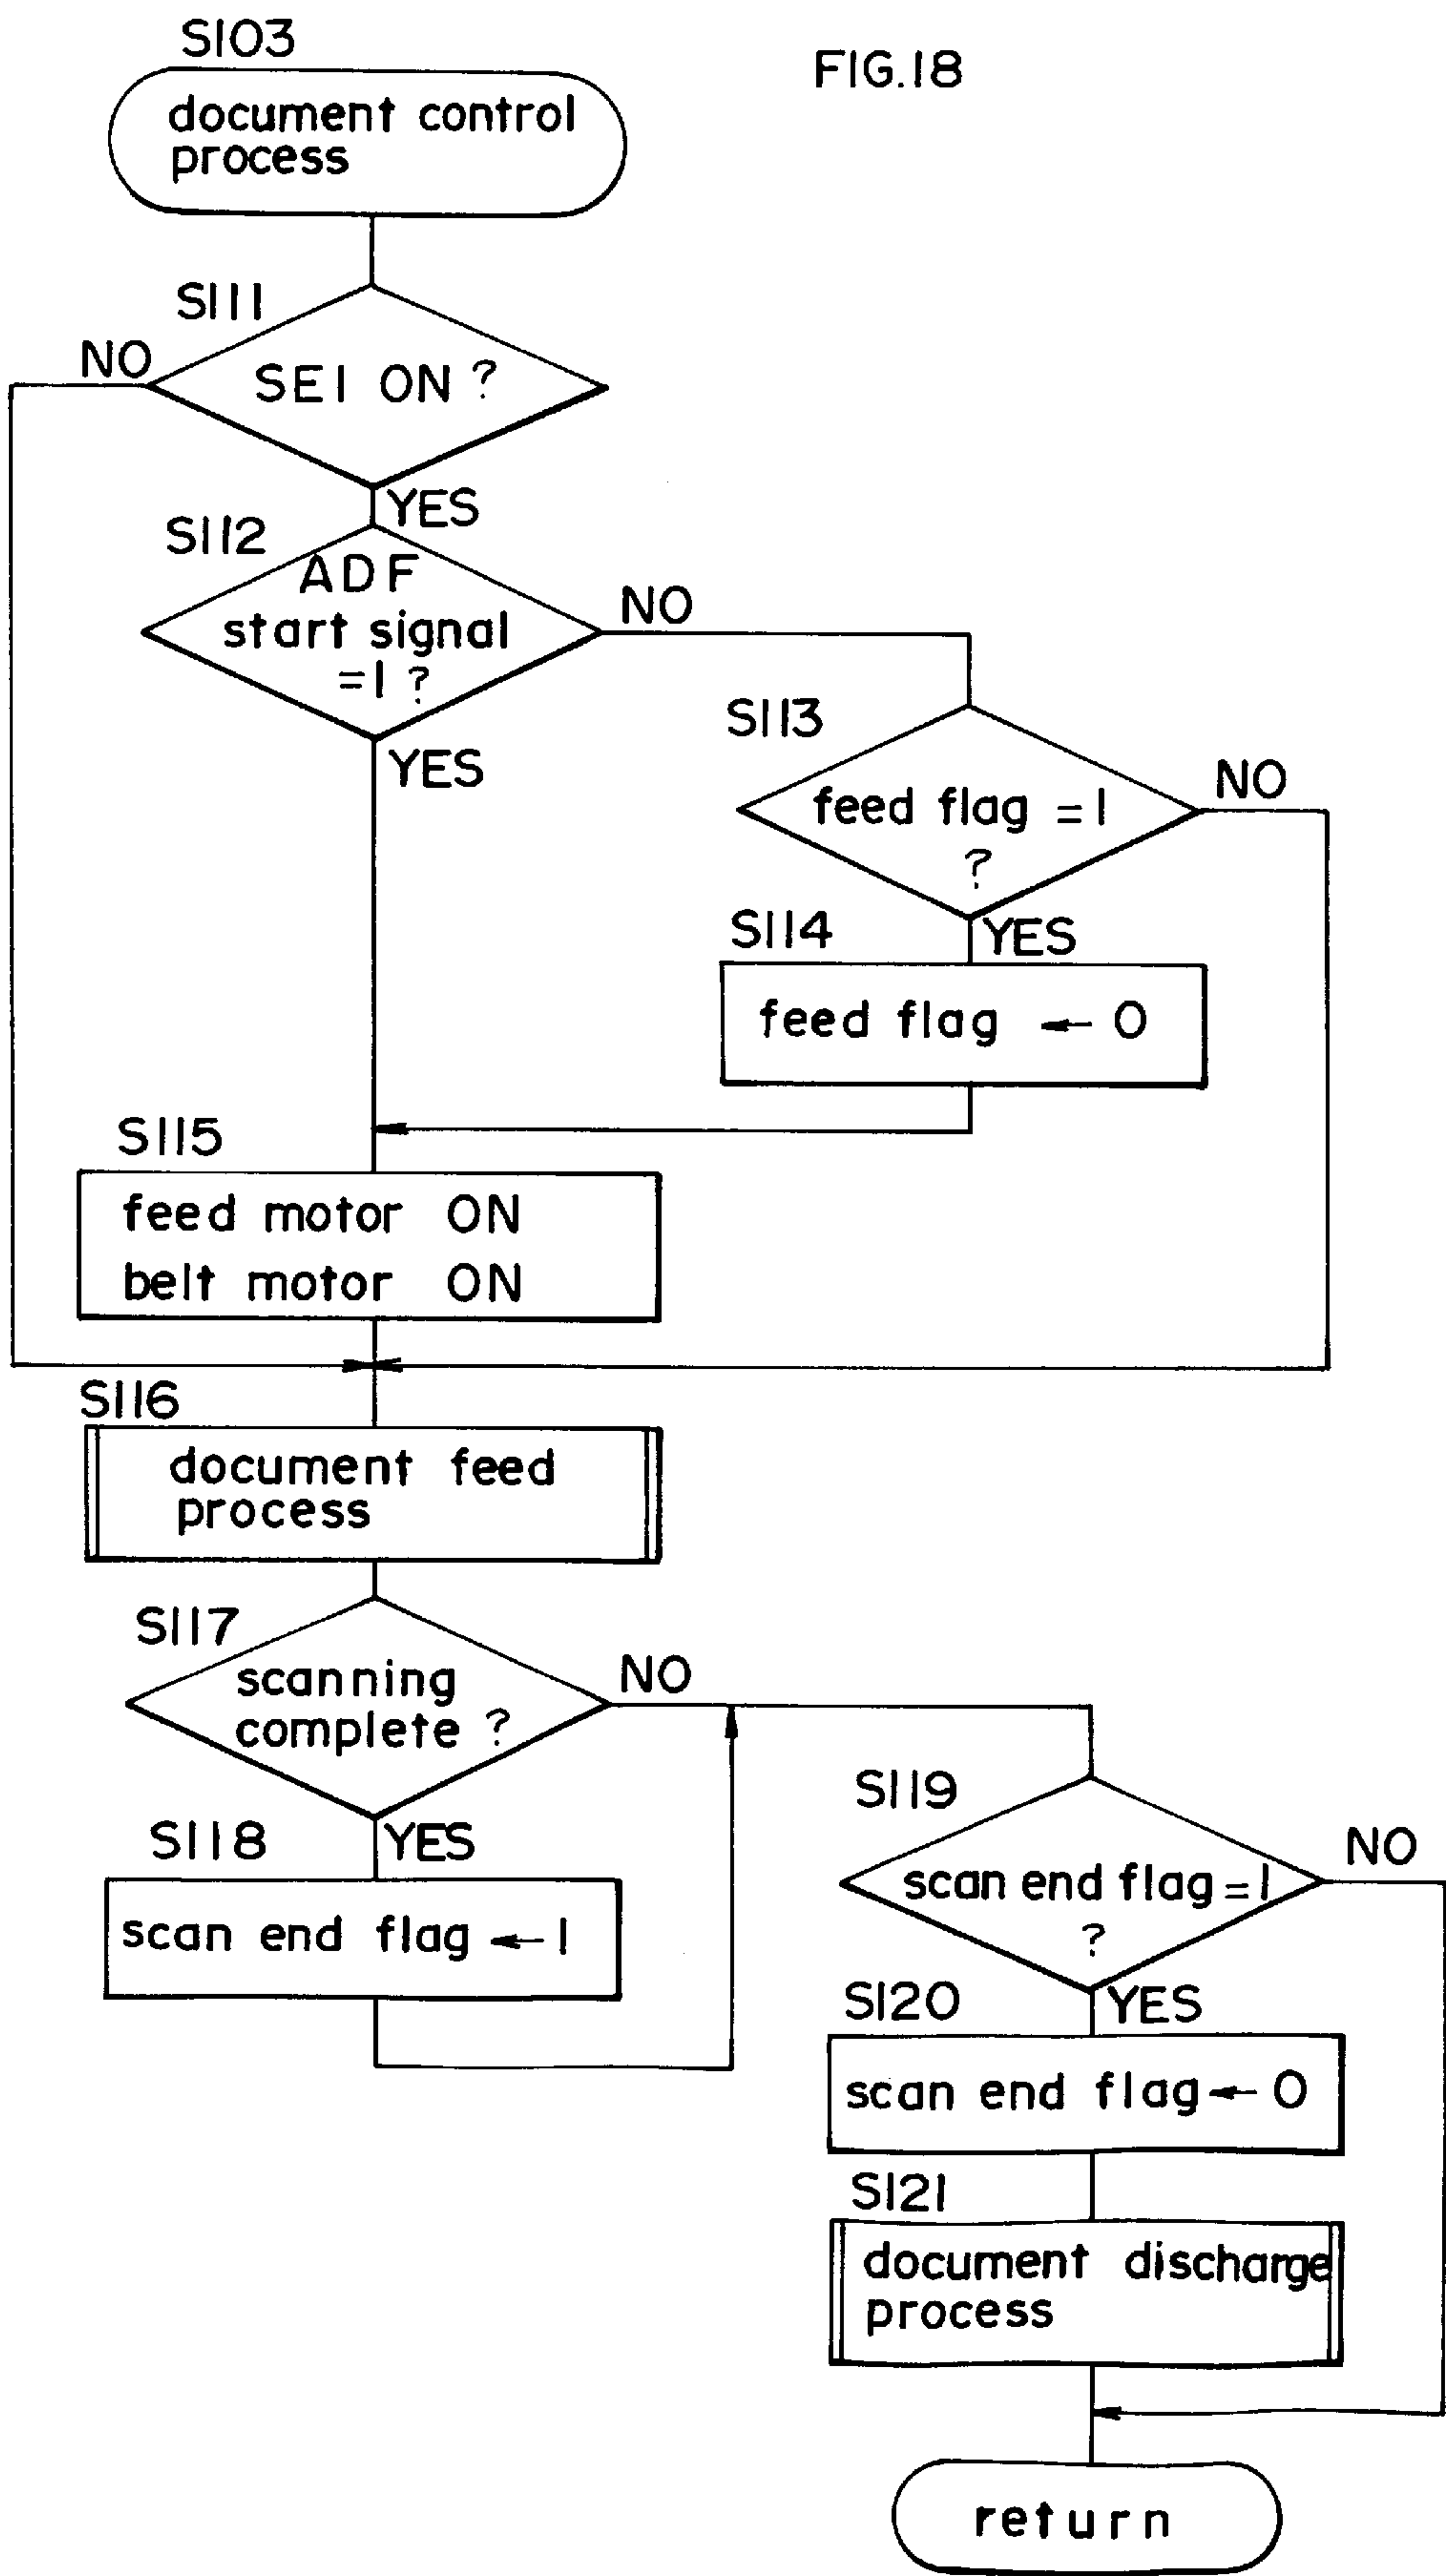 S103
FIG.18
document control
process
S111
NO
SE1 ON ?
YES
S112
ADF
start signal
=1 ?
NO
YES
S113
feed flag =1
?
NO
YES
S114
feed flag ← 0
S115
feed motor ON
belt motor ON
S116
document feed
process
S117
scanning
complete ?
NO
YES
S118
scan end flag ← 1
S119
scan end flag = 1
?
NO
YES
S120
scan end flag ← 0
S121
document discharge
process
return